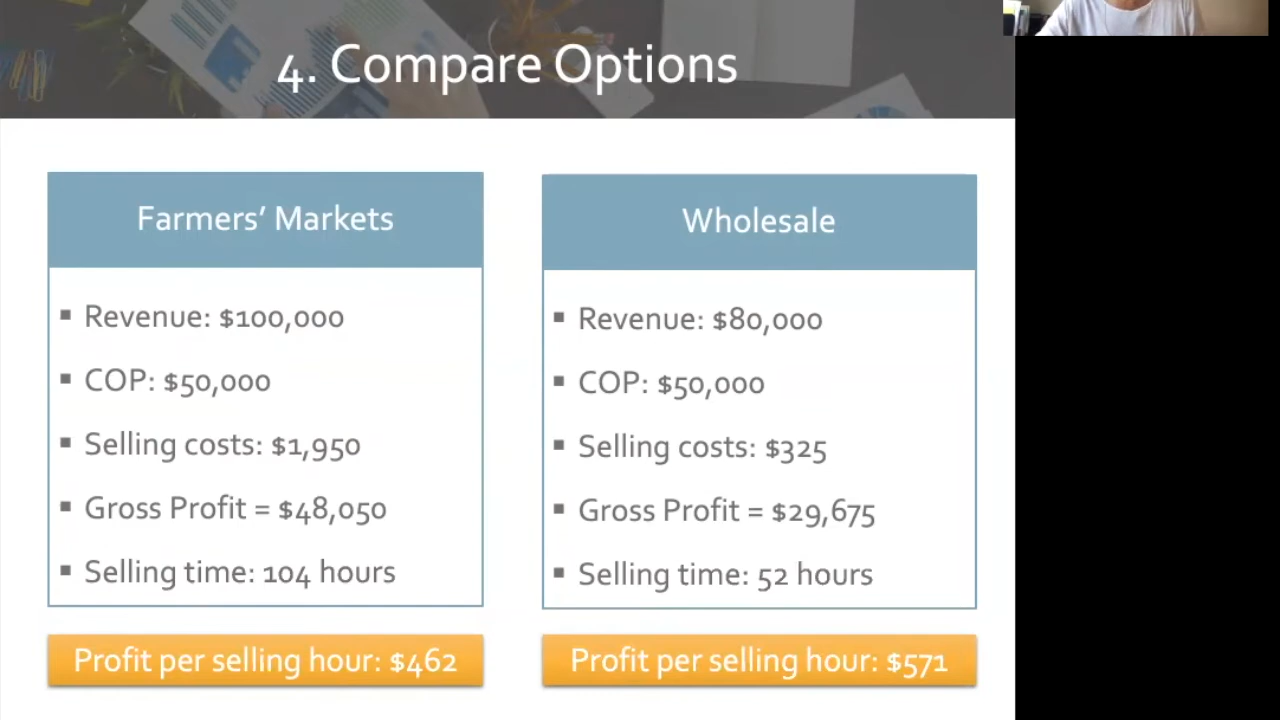 4. Compare Options
Farmers’ Markets
▪ Revenue: $100,000
▪ COP: $50,000
▪ Selling costs: $1,950
▪ Gross Profit = $48,050
▪ Selling time: 104 hours
Profit per selling hour: $462
Wholesale
▪ Revenue: $80,000
▪ COP: $50,000
▪ Selling costs: $325
▪ Gross Profit = $29,675
▪ Selling time: 52 hours
Profit per selling hour: $571